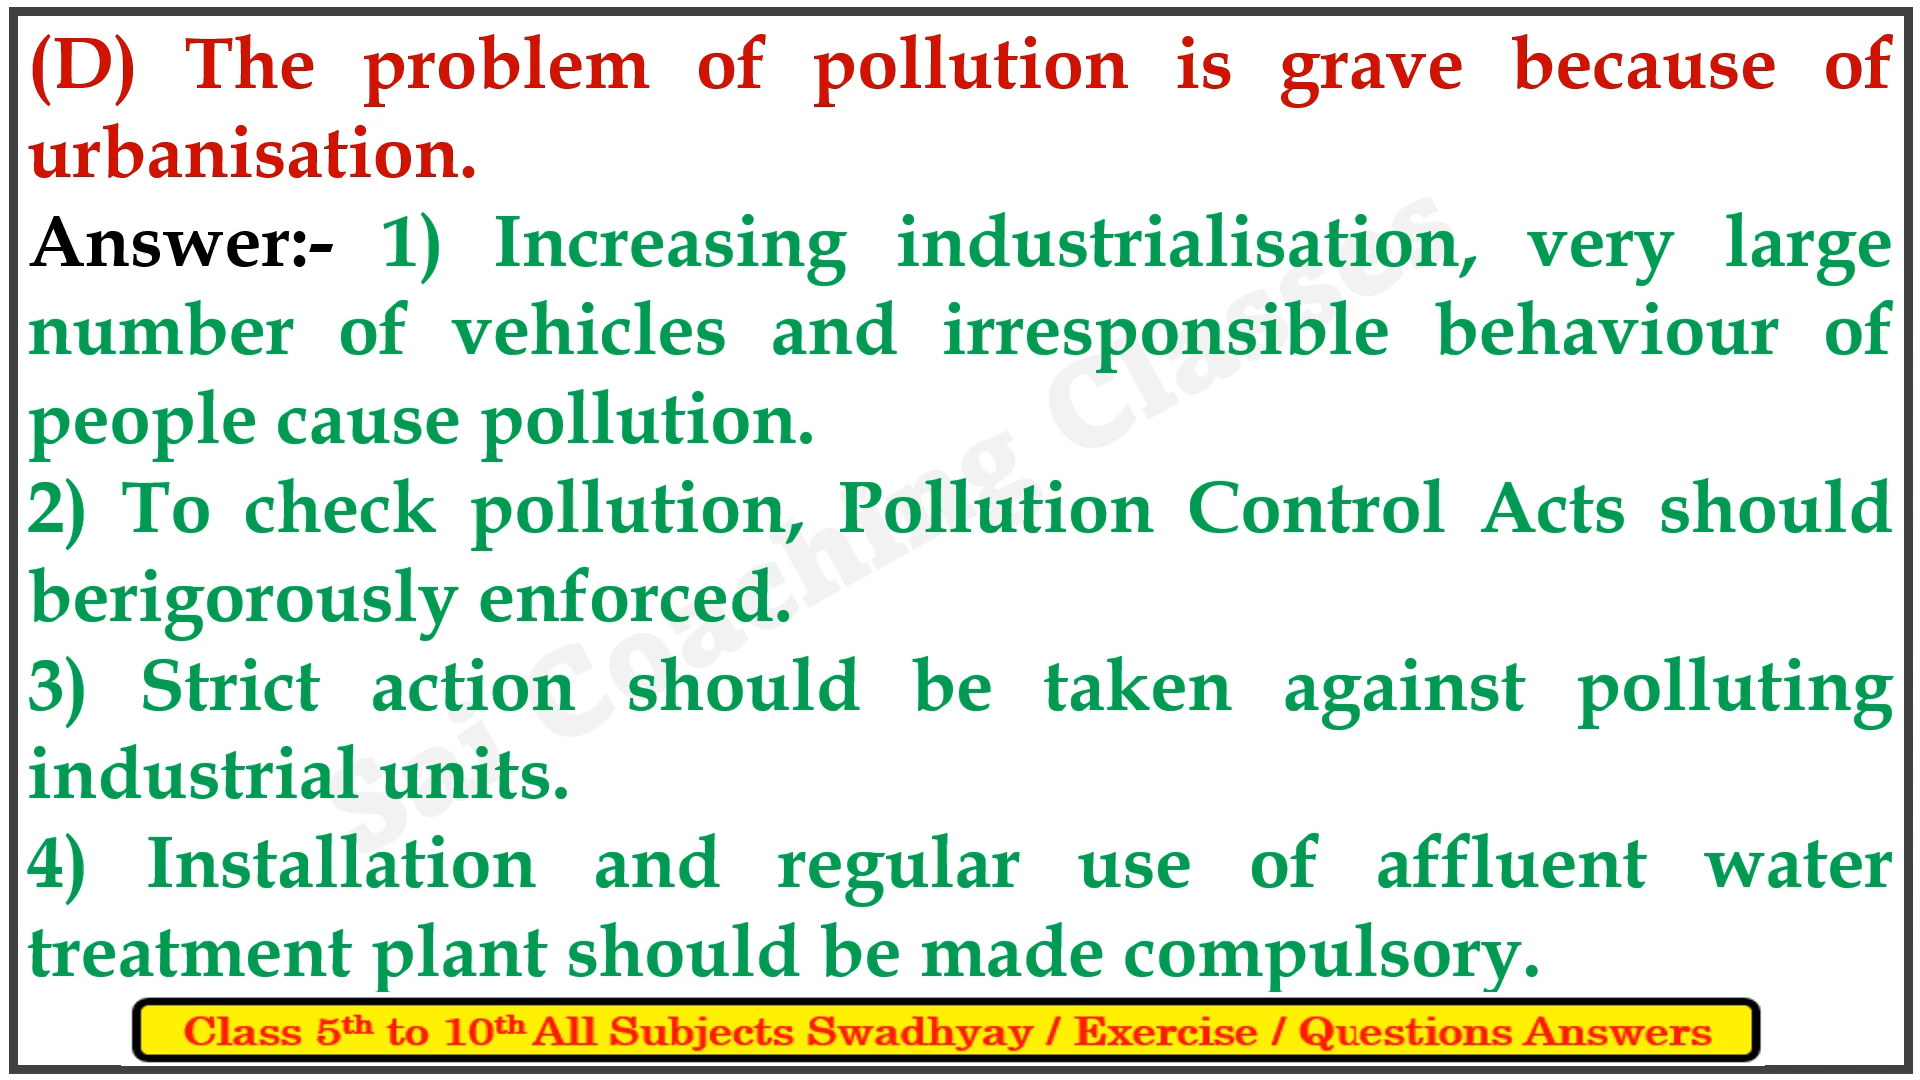 (D) The problem of pollution is grave because of
urbanisation.
Answer:- 1) Increasing industrialisation, very large
number of vehicles and irresponsible behaviour of
people cause pollution.
2) To check pollution, Pollution Control Acts should
berigorously enforced.
3) Strict action should be taken against polluting
industrial units.
4) Installation and regular use of affluent water
treatment plant should be made compulsory.
Sai Coaching Classes
Class 5th to 10th All Subjects Swadhyay / Exercise / Questions Answers